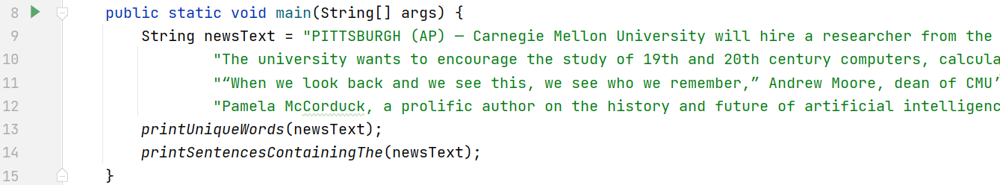 8 public static void main(String[] args) {
9 String newsText = "PITTSBURGH (AP) — Carnegie Mellon University will hire a researcher from the
10 "The university wants to encourage the study of 19th and 20th century computers, calcula
11 "“When we look back and we see this, we see who we remember,” Andrew Moore, dean of CMU’
12 "Pamela McCorduck, a prolific author on the history and future of artificial intelligenc
13 printUniqueWords(newsText);
14 printSentencesContainingThe(newsText);
15 }